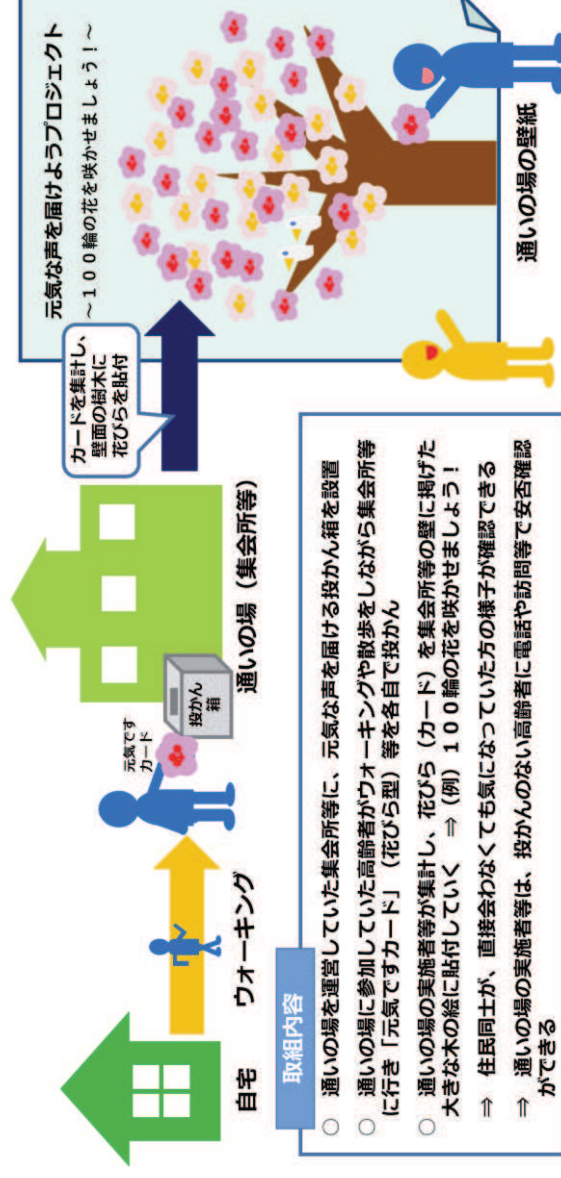 元気な声を届けようプロジェクト
～１００輪の花を咲かせましょう！～
カードを集計し、
壁面の樹木に
花びらを貼付
元気です
カード
投かん
箱
自宅
ウォーキング
通いの場（集会所等）
通いの場の壁紙
取組内容
○ 通いの場を運営していた集会所等に、元気な声を届ける投かん箱を設置
○ 通いの場に参加していた高齢者がウォーキングや散歩をしながら集会所等
に行き「元気ですカード」（花びら型）等を各自で投かん
○ 通いの場の実施者等が集計し、花びら（カード）を集会所等の壁に掲げた
大きな木の絵に貼付していく ⇒（例）１００輪の花を咲かせましょう！
⇒ 住民同士が、直接会わなくても気になっていた方の様子が確認できる
⇒ 通いの場の実施者等は、投かんのない高齢者に電話や訪問等で安否確認
ができる